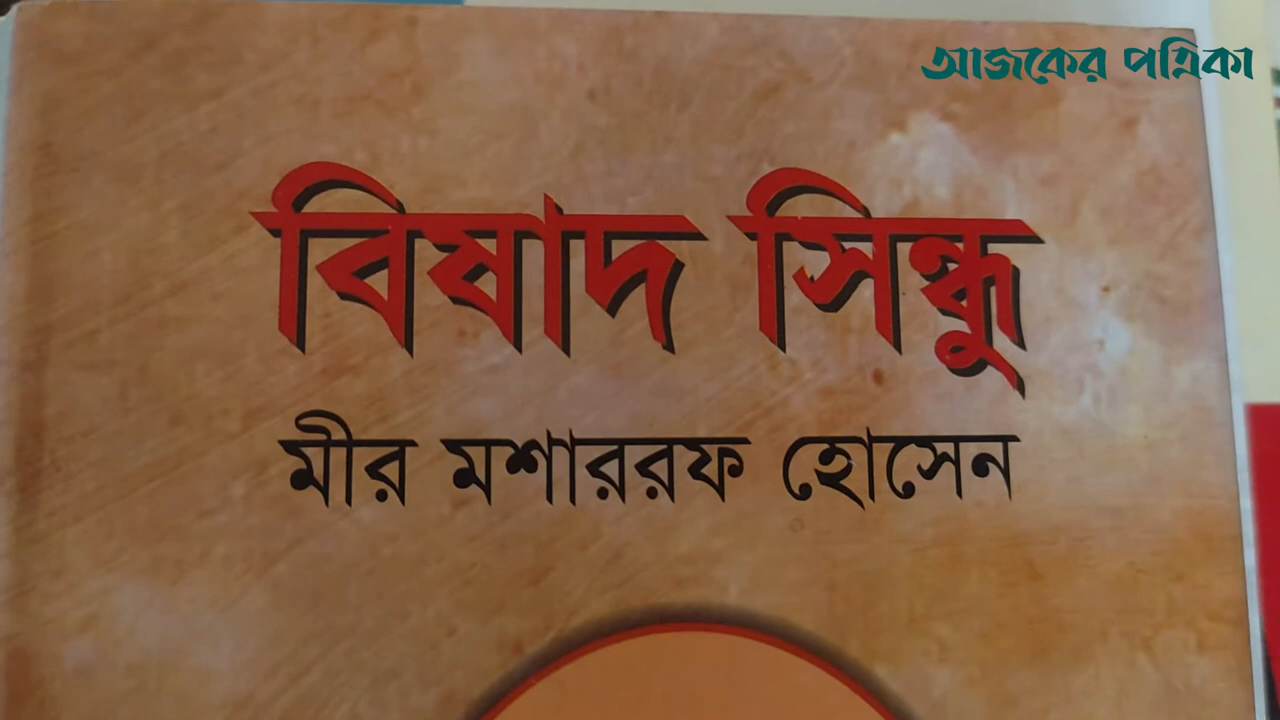 আজকের পত্রিকা
বিষাদ সিন্ধু
মীর মশাররফ হোসেন